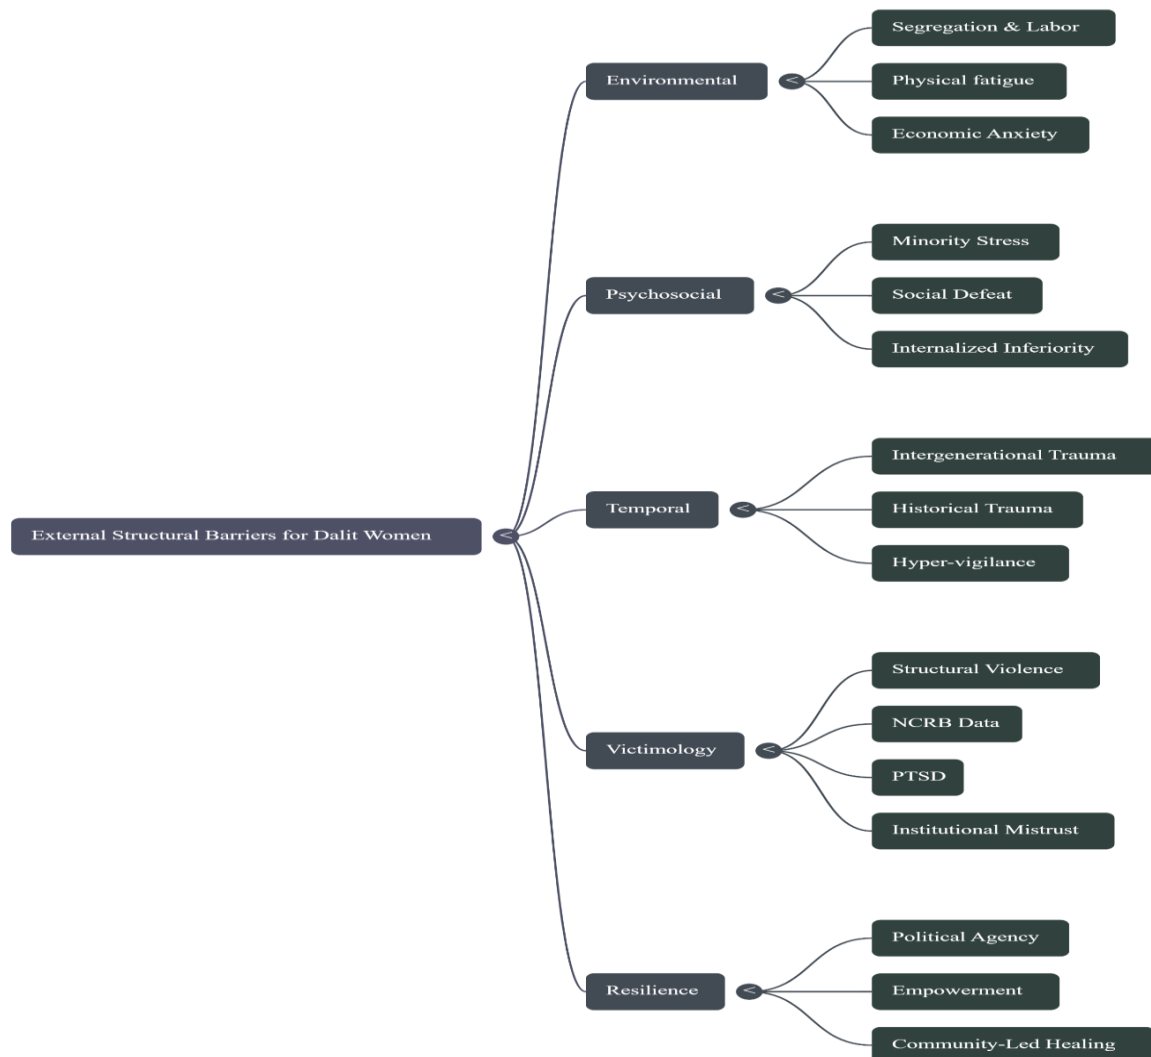 External Structural Barriers for Dalit Women
Environmental
Segregation & Labor
Physical fatigue
Economic Anxiety
Psychosocial
Minority Stress
Social Defeat
Internalized Inferiority
Temporal
Intergenerational Trauma
Historical Trauma
Hyper-vigilance
Victimology
Structural Violence
NCRB Data
PTSD
Institutional Mistrust
Resilience
Political Agency
Empowerment
Community-Led Healing